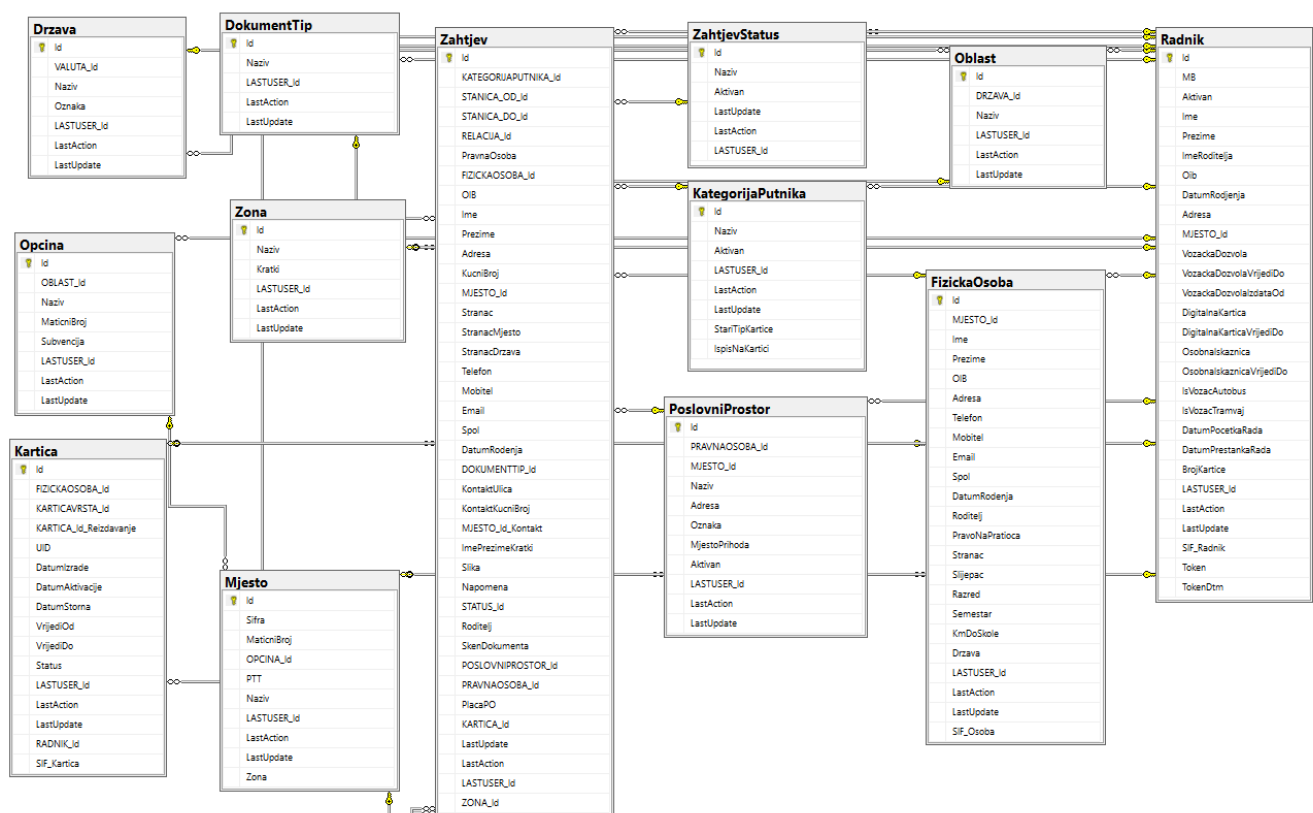 Drzava
Id
VALUTA_Id
Naziv
Oznaka
LASTUSER_Id
LastAction
LastUpdate
DokumentTip
Id
Naziv
LASTUSER_Id
LastAction
LastUpdate
Zona
Id
Naziv
Kratki
LASTUSER_Id
LastAction
LastUpdate
Opcina
Id
OBLAST_Id
Naziv
MaticniBroj
Subvencija
LASTUSER_Id
LastAction
LastUpdate
Kartica
Id
FIZICKAOSOBA_Id
KARTICAVRSTA_Id
KARTICA_Id_Reizdavanje
UID
DatumIzrade
DatumAktivacije
DatumStorna
VrijediOd
VrijediDo
Status
LASTUSER_Id
LastAction
LastUpdate
RADNIK_Id
SIF_Kartica
Mjesto
Id
Sifra
MaticniBroj
OPCINA_Id
PTT
Naziv
LASTUSER_Id
LastAction
LastUpdate
Zona
Zahtjev
Id
KATEGORIJAPUTNIKA_Id
STANICA_OD_Id
STANICA_DO_Id
RELACIJA_Id
PravnaOsoba
FIZICKAOSOBA_Id
OIB
Ime
Prezime
Adresa
KucniBroj
MJESTO_Id
Stranac
StranacMjesto
StranacDrzava
Telefon
Mobitel
Email
Spol
DatumRodenja
DOKUMENTTIP_Id
KontaktUlica
KontaktKucniBroj
MJESTO_Id_Kontakt
ImePrezimeKratki
Slika
Napomena
STATUS_Id
Roditelj
SkenDokumenta
POSLOVNIPROSTOR_Id
PRAVNAOSOBA_Id
PlacaPO
KARTICA_Id
LastUpdate
LastAction
LASTUSER_Id
ZONA_Id
ZahtjevStatus
Id
Naziv
Aktivan
LastUpdate
LastAction
LASTUSER_Id
KategorijaPutnika
Id
Naziv
Aktivan
LASTUSER_Id
LastAction
LastUpdate
StariTipKartice
IspisNaKartici
PoslovniProstor
Id
PRAVNAOSOBA_Id
MJESTO_Id
Naziv
Adresa
Oznaka
MjestoPrihoda
Aktivan
LASTUSER_Id
LastAction
LastUpdate
Oblast
Id
DRZAVA_Id
Naziv
LASTUSER_Id
LastAction
LastUpdate
FizickaOsoba
Id
MJESTO_Id
Ime
Prezime
OIB
Adresa
Telefon
Mobitel
Email
Spol
DatumRodenja
Roditelj
PravoNaPratioca
Stranac
Slijepac
Razred
Semestar
KmDoSkole
Drzava
LASTUSER_Id
LastAction
LastUpdate
SIF_Osoba
Radnik
Id
MB
Aktivan
Ime
Prezime
ImeRoditelja
Oib
DatumRodjenja
Adresa
MJESTO_Id
VozackaDozvola
VozackaDozvolaVrijediDo
VozackaDozvolaIzdataOd
DigitalnaKartica
DigitalnaKarticaVrijediDo
OsobnaIskaznica
OsobnaIskaznicaVrijediDo
IsVozacAutobus
IsVozacTramvaj
DatumPocetkaRada
DatumPrestankaRada
BrojKartice
LASTUSER_Id
LastAction
LastUpdate
SIF_Radnik
Token
TokenDtm